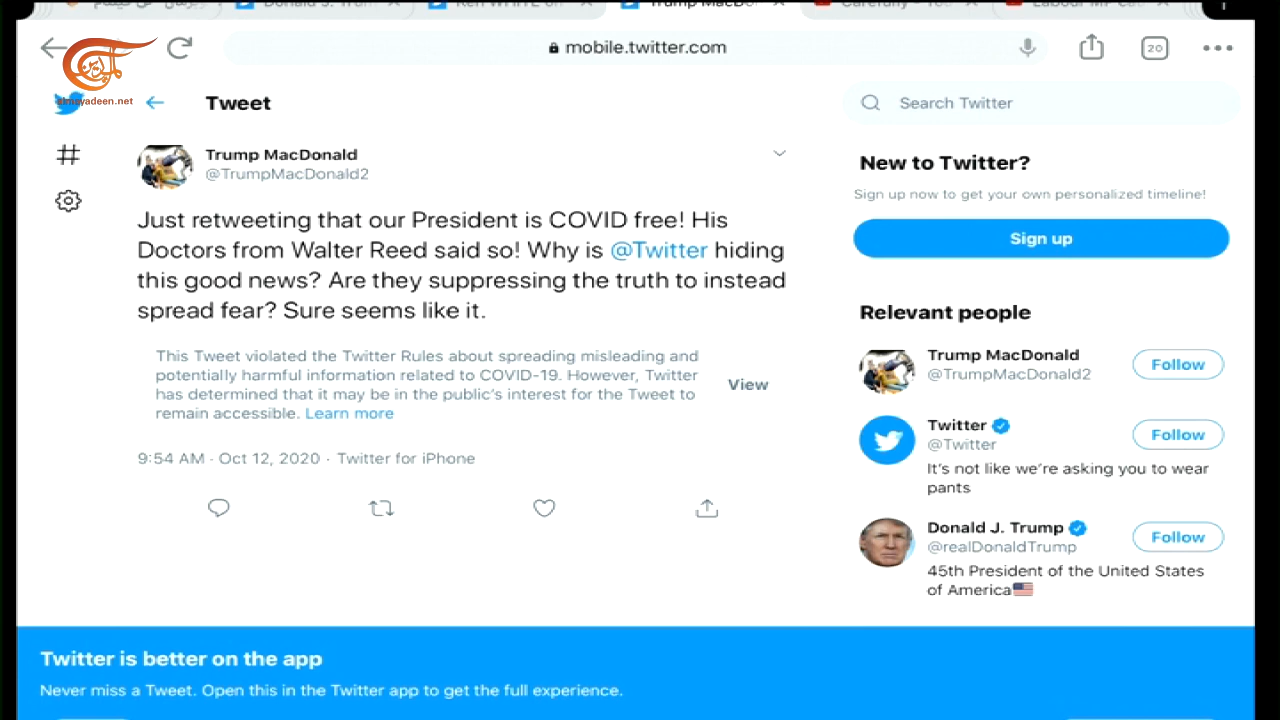 mobile.twitter.com
20
almayadeen.net
Tweet
Search Twitter
Trump MacDonald
@TrumpMacDonald2
Just retweeting that our President is COVID free! His
Doctors from Walter Reed said so! Why is @Twitter hiding
this good news? Are they suppressing the truth to instead
spread fear? Sure seems like it.
This Tweet violated the Twitter Rules about spreading misleading and
potentially harmful information related to COVID-19. However, Twitter
has determined that it may be in the public's interest for the Tweet to
remain accessible. Learn more
View
9:54 AM · Oct 12, 2020 · Twitter for iPhone
New to Twitter?
Sign up now to get your own personalized timeline!
Sign up
Relevant people
Trump MacDonald
@TrumpMacDonald2
Follow
Twitter
@Twitter
Follow
It's not like we're asking you to wear
pants
Donald J. Trump
@realDonaldTrump
Follow
45th President of the United States
of America🇺🇸
Twitter is better on the app
Never miss a Tweet. Open this in the Twitter app to get the full experience.